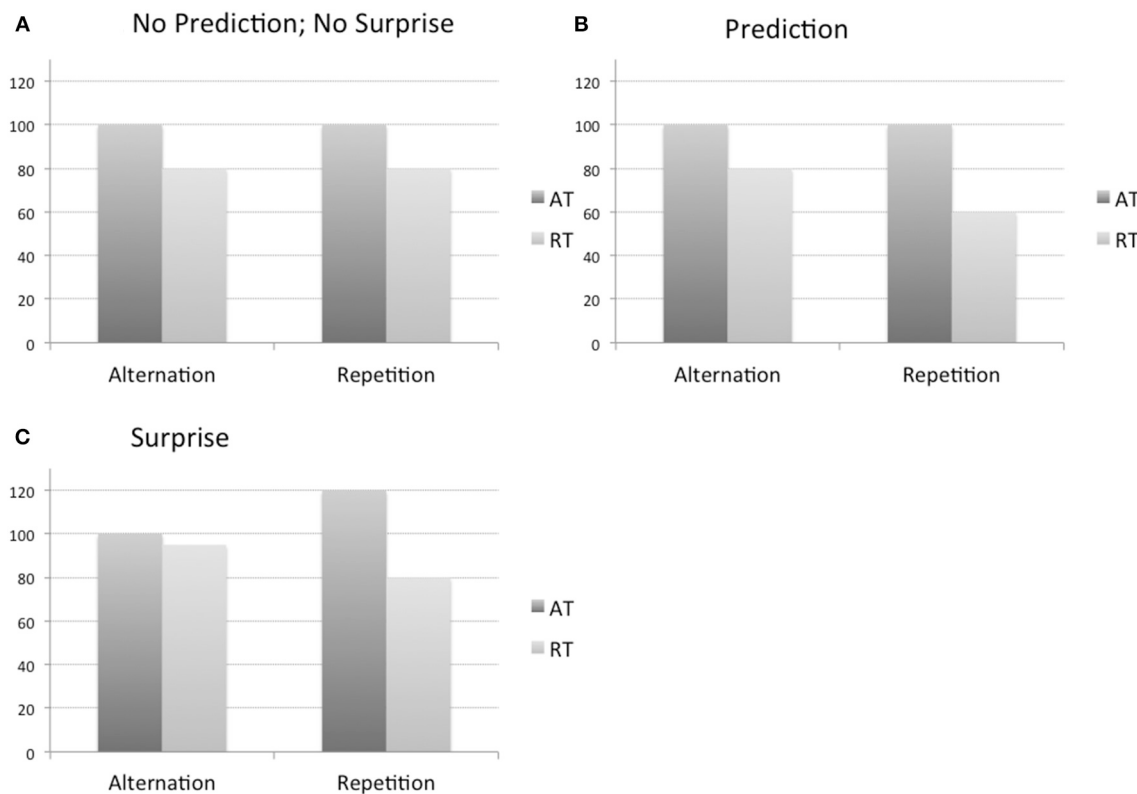 A No Prediction; No Surprise
120
100
80
60
40
20
0
Alternation Repetition
AT
RT
B Prediction
120
100
80
60
40
20
0
Alternation Repetition
AT
RT
C Surprise
120
100
80
60
40
20
0
Alternation Repetition
AT
RT